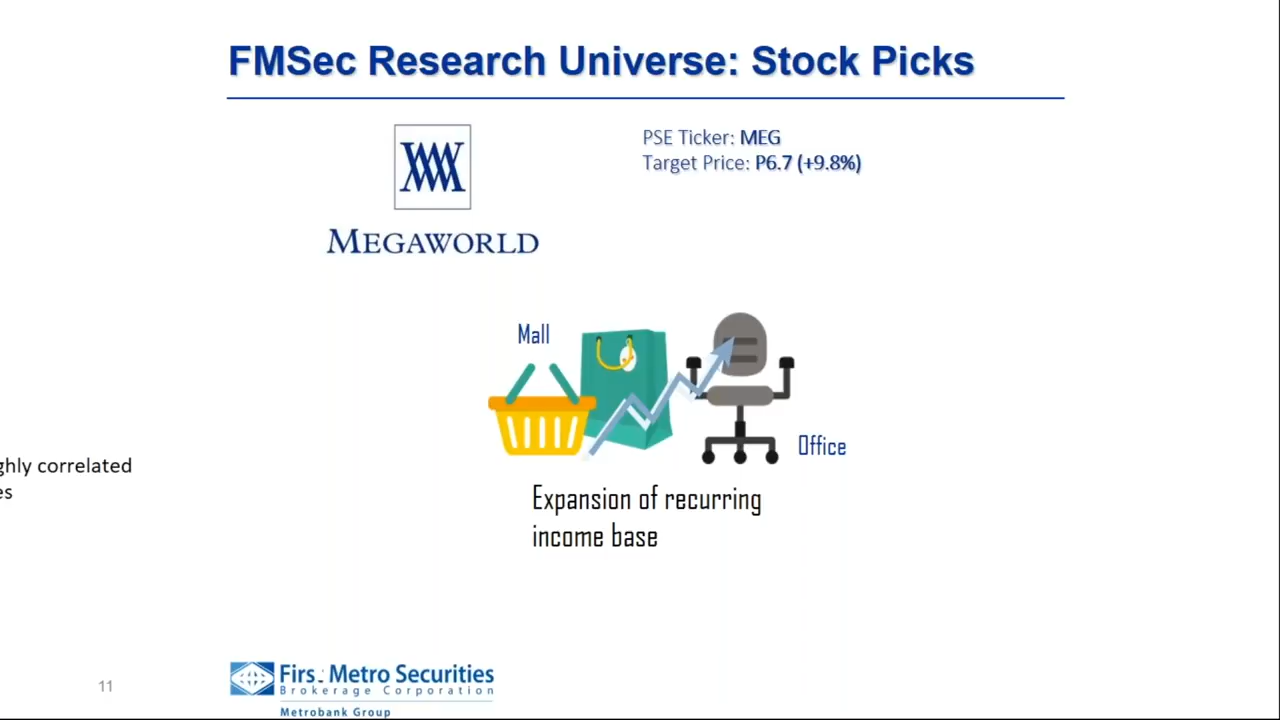 FMSec Research Universe: Stock Picks
PSE Ticker: MEG
Target Price: P6.7 (+9.8%)
MEGAWORLD
Mall
Office
ghly correlated
es
Expansion of recurring
income base
11
First Metro Securities
Brokerage Corporation
Metrobank Group